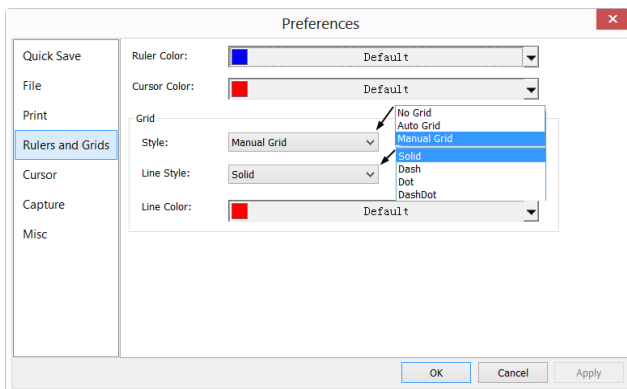 Preferences
Quick Save
File
Print
Rulers and Grids
Cursor
Capture
Misc
Ruler Color:
Default
Cursor Color:
Default
Grid
Style:
Manual Grid
No Grid
Auto Grid
Manual Grid
Line Style:
Solid
Solid
Dash
Dot
DashDot
Line Color:
Default
OK
Cancel
Apply